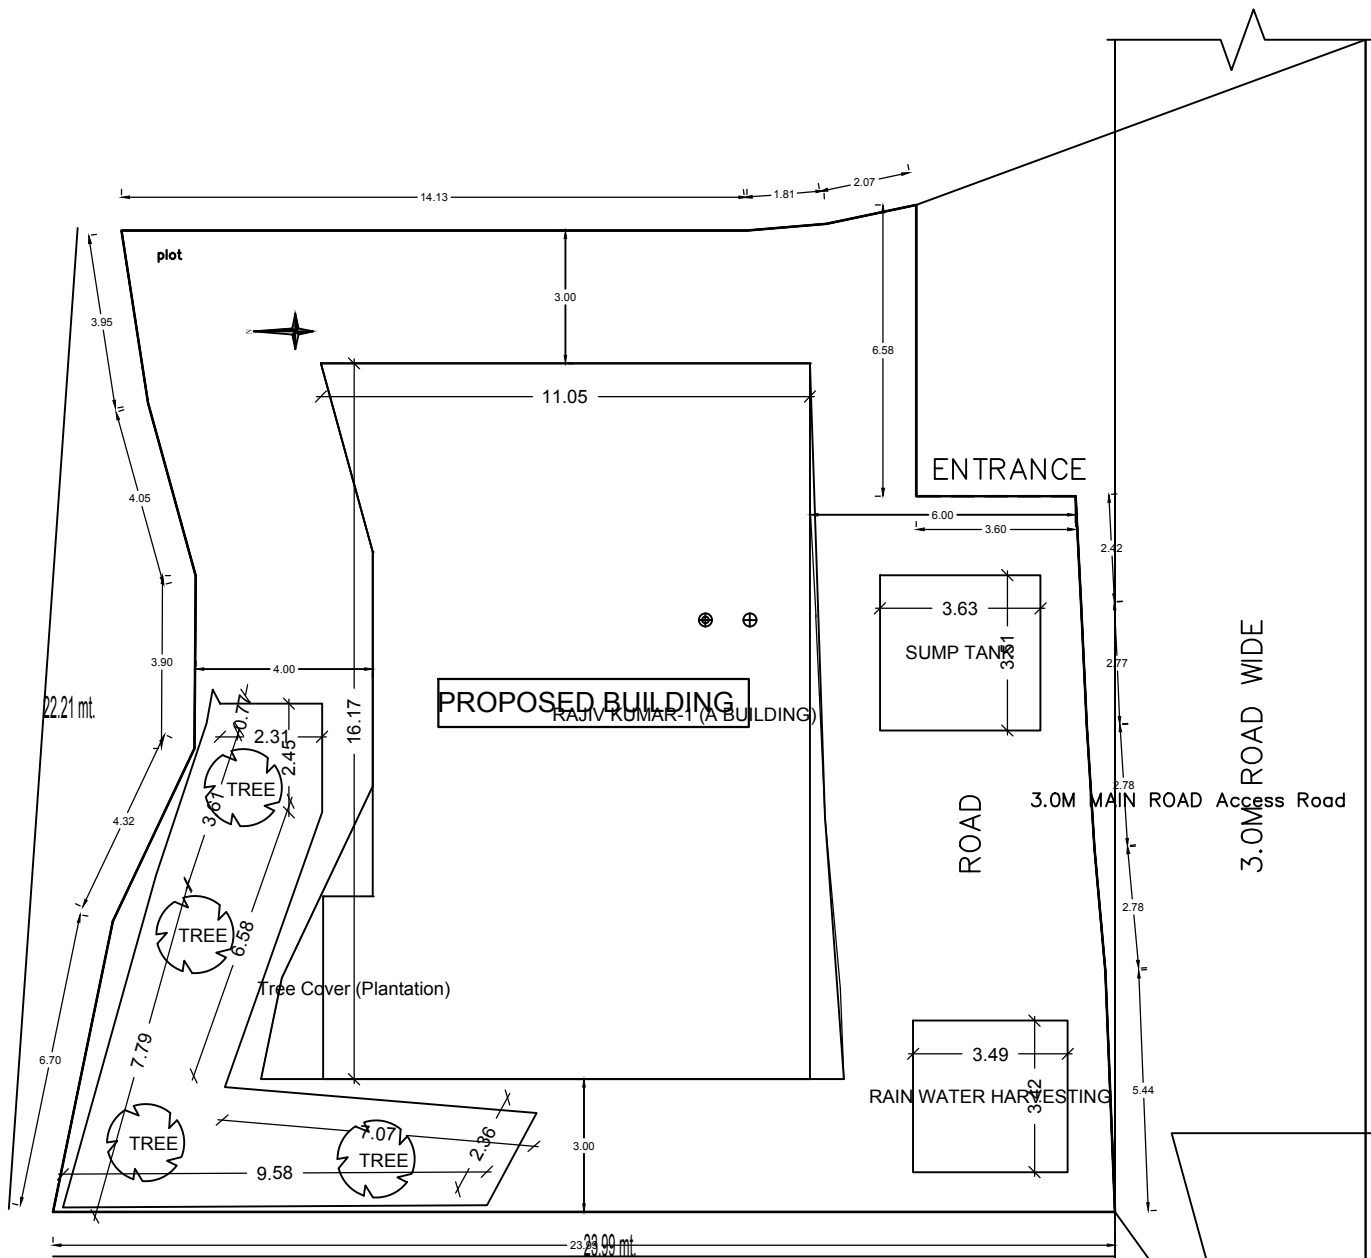 14.13
1.81
2.07
plot
3.00
3.95
N
6.58
11.05
ENTRANCE
4.05
6.00
3.60
2.42
3.63
3.51
SUMP TANK
3.90
4.00
2.77
22.21 mt.
0.77
16.17
PROPOSED BUILDING
RAJIV KUMAR-1 (A BUILDING)
2.31
2.45
TREE
3.61
3.0M ROAD WIDE
2.78
3.0M MAIN ROAD Access Road
ROAD
4.32
2.78
TREE
6.58
Tree Cover (Plantation)
7.79
6.70
3.49
3.42
RAIN WATER HARVESTING
5.44
7.07
2.36
TREE
TREE
3.00
9.58
23.99
23.99 mt.